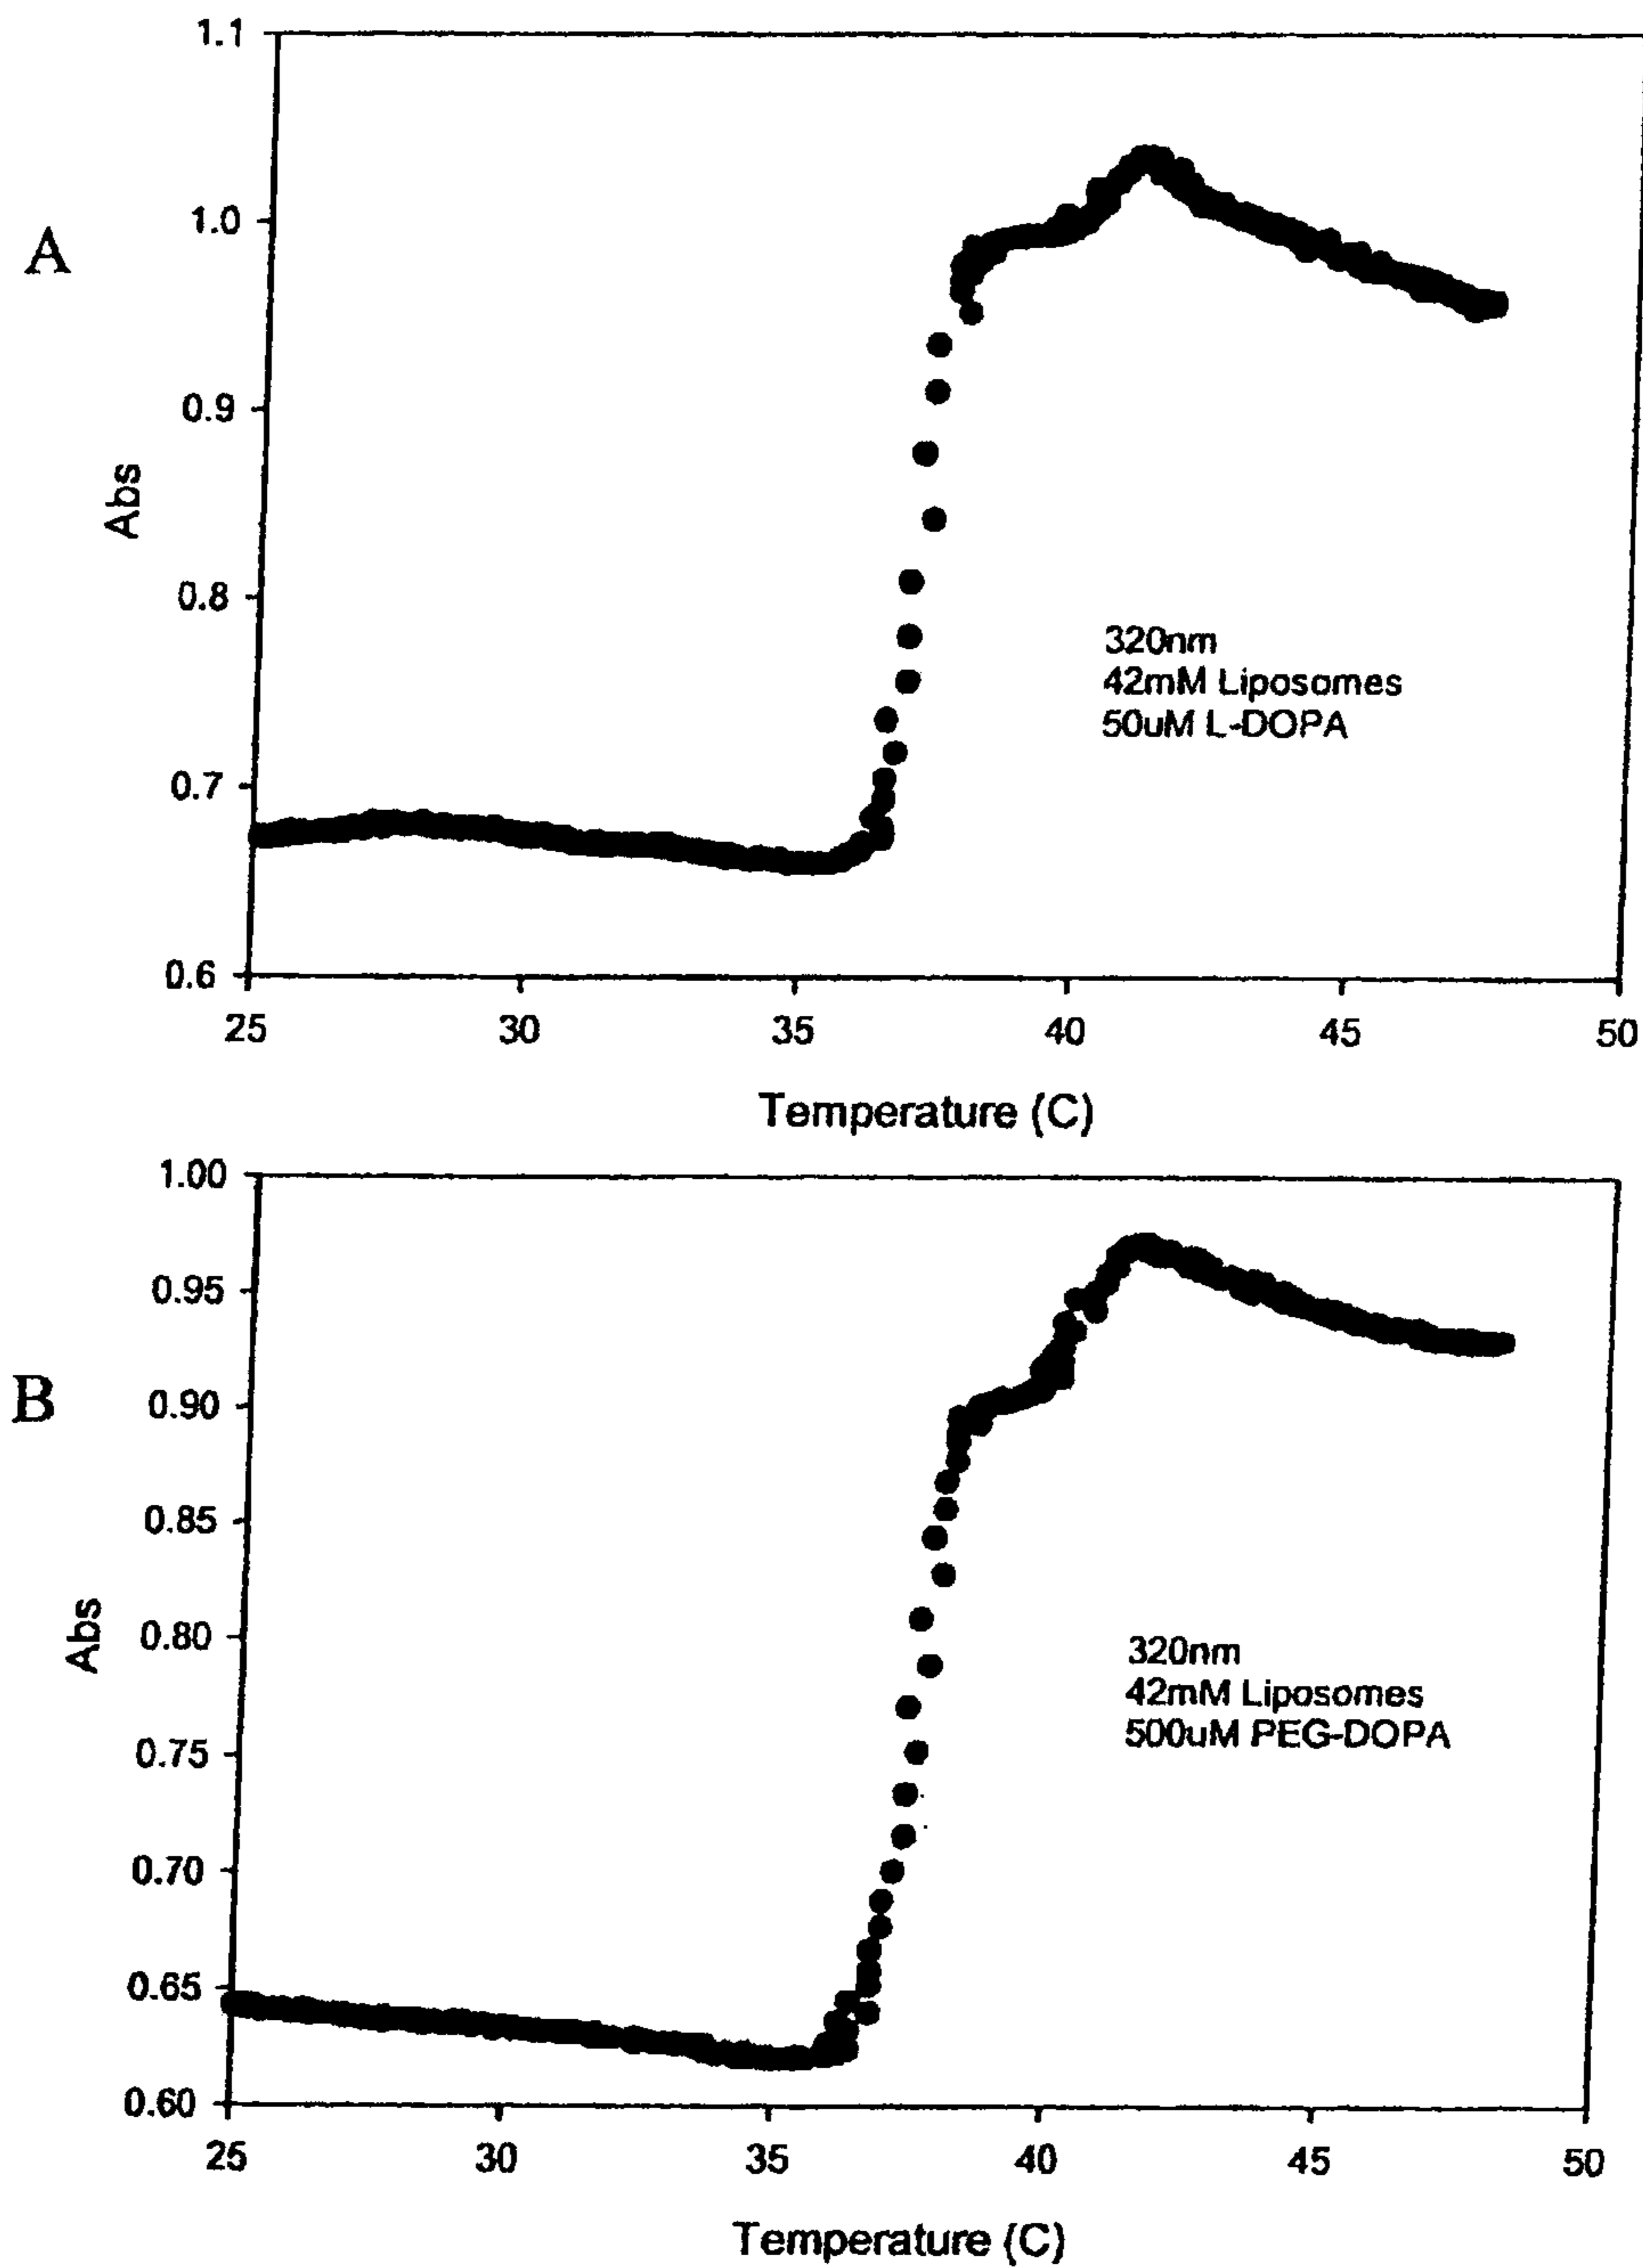 A
1.1
1.0
0.9
0.8
0.7
0.6
Abs
320nm
42mM Liposomes
50uM L-DOPA
25 30 35 40 45 50
Temperature (C)
B
1.00
0.95
0.90
0.85
0.80
0.75
0.70
0.65
0.60
Abs
320nm
42mM Liposomes
500uM PEG-DOPA
25 30 35 40 45 50
Temperature (C)